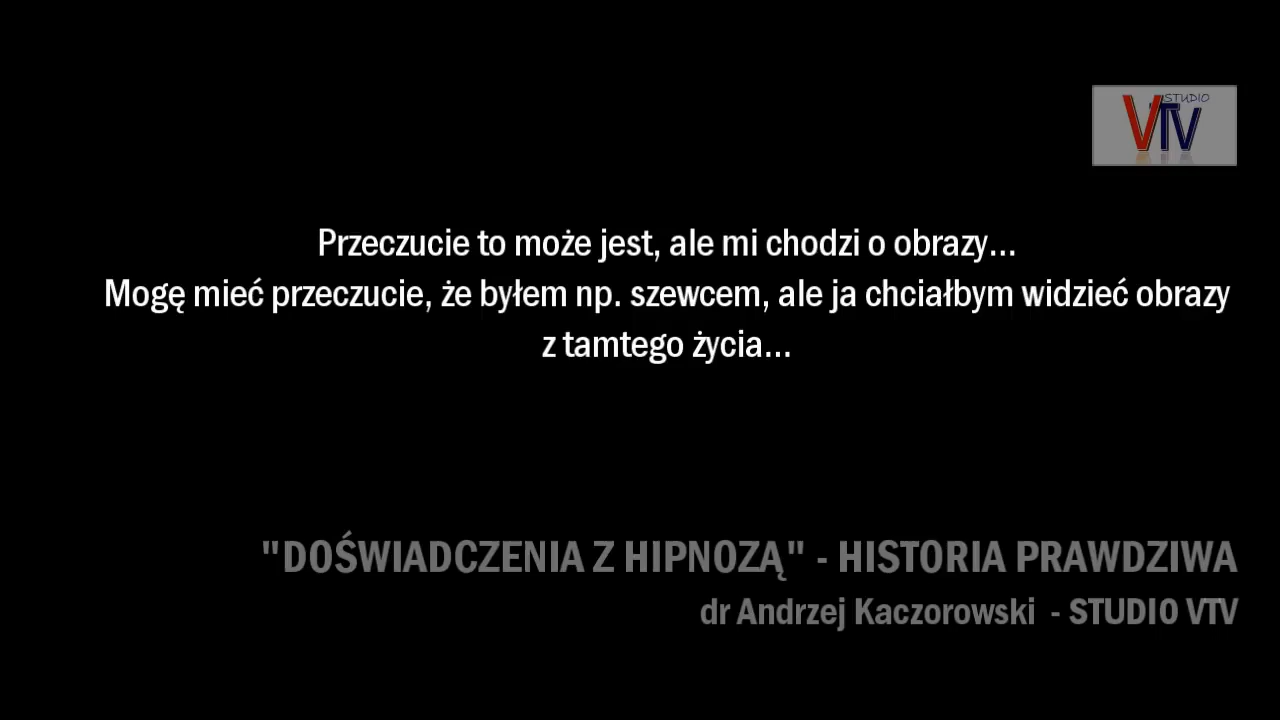 STUDIO
VTV
Przeczucie to może jest, ale mi chodzi o obrazy...
Mogę mieć przeczucie, że byłem np. szewcem, ale ja chciałbym widzieć obrazy
z tamtego życia...
"DOŚWIADCZENIA Z HIPNOZĄ" - HISTORIA PRAWDZIWA
dr Andrzej Kaczorowski - STUDIO VTV